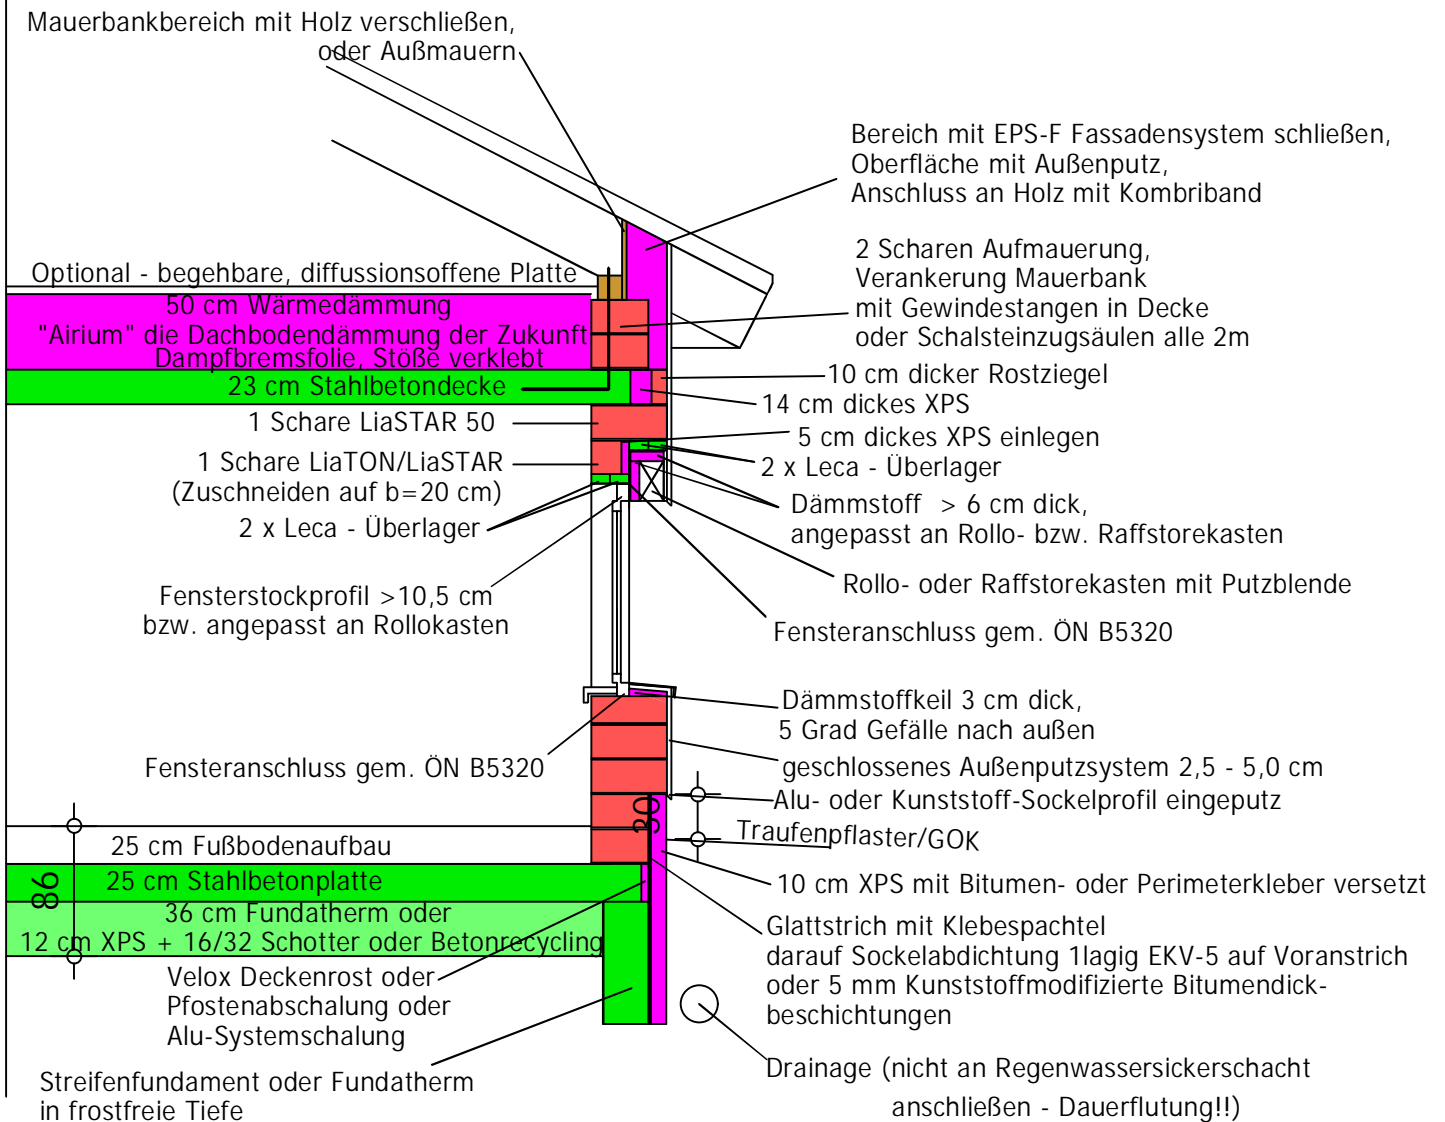 Mauerbankbereich mit Holz verschließen,
oder Außmauern
Bereich mit EPS-F Fassadensystem schließen,
Oberfläche mit Außenputz,
Anschluss an Holz mit Kombriband
2 Scharen Aufmauerung,
Verankerung Mauerbank
mit Gewindestangen in Decke
oder Schalsteinzugsäulen alle 2m
Optional - begehbare, diffussionsoffene Platte
50 cm Wärmedämmung
"Airium" die Dachbodendämmung der Zukunft
Dampfbremsfolie, Stöße verklebt
23 cm Stahlbetondecke
10 cm dicker Rostziegel
14 cm dickes XPS
1 Schare LiaSTAR 50
5 cm dickes XPS einlegen
2 x Leca - Überlager
1 Schare LiaTON/LiaSTAR
(Zuschneiden auf b=20 cm)
2 x Leca - Überlager
Dämmstoff > 6 cm dick,
angepasst an Rollo- bzw. Raffstorekasten
Rollo- oder Raffstorekasten mit Putzblende
Fensterstockprofil >10,5 cm
bzw. angepasst an Rollokasten
Fensteranschluss gem. ÖN B5320
Dämmstoffkeil 3 cm dick,
5 Grad Gefälle nach außen
Fensteranschluss gem. ÖN B5320
geschlossenes Außenputzsystem 2,5 - 5,0 cm
Alu- oder Kunststoff-Sockelprofil eingeputz
30
Traufenpflaster/GOK
25 cm Fußbodenaufbau
86
25 cm Stahlbetonplatte
10 cm XPS mit Bitumen- oder Perimeterkleber versetzt
36 cm Fundatherm oder
12 cm XPS + 16/32 Schotter oder Betonrecycling
Glattstrich mit Klebespachtel
darauf Sockelabdichtung 1lagig EKV-5 auf Voranstrich
oder 5 mm Kunststoffmodifizierte Bitumendick-
beschichtungen
Velox Deckenrost oder
Pfostenabschalung oder
Alu-Systemschalung
Streifenfundament oder Fundatherm
in frostfreie Tiefe
Drainage (nicht an Regenwassersickerschacht
anschließen - Dauerflutung!!)